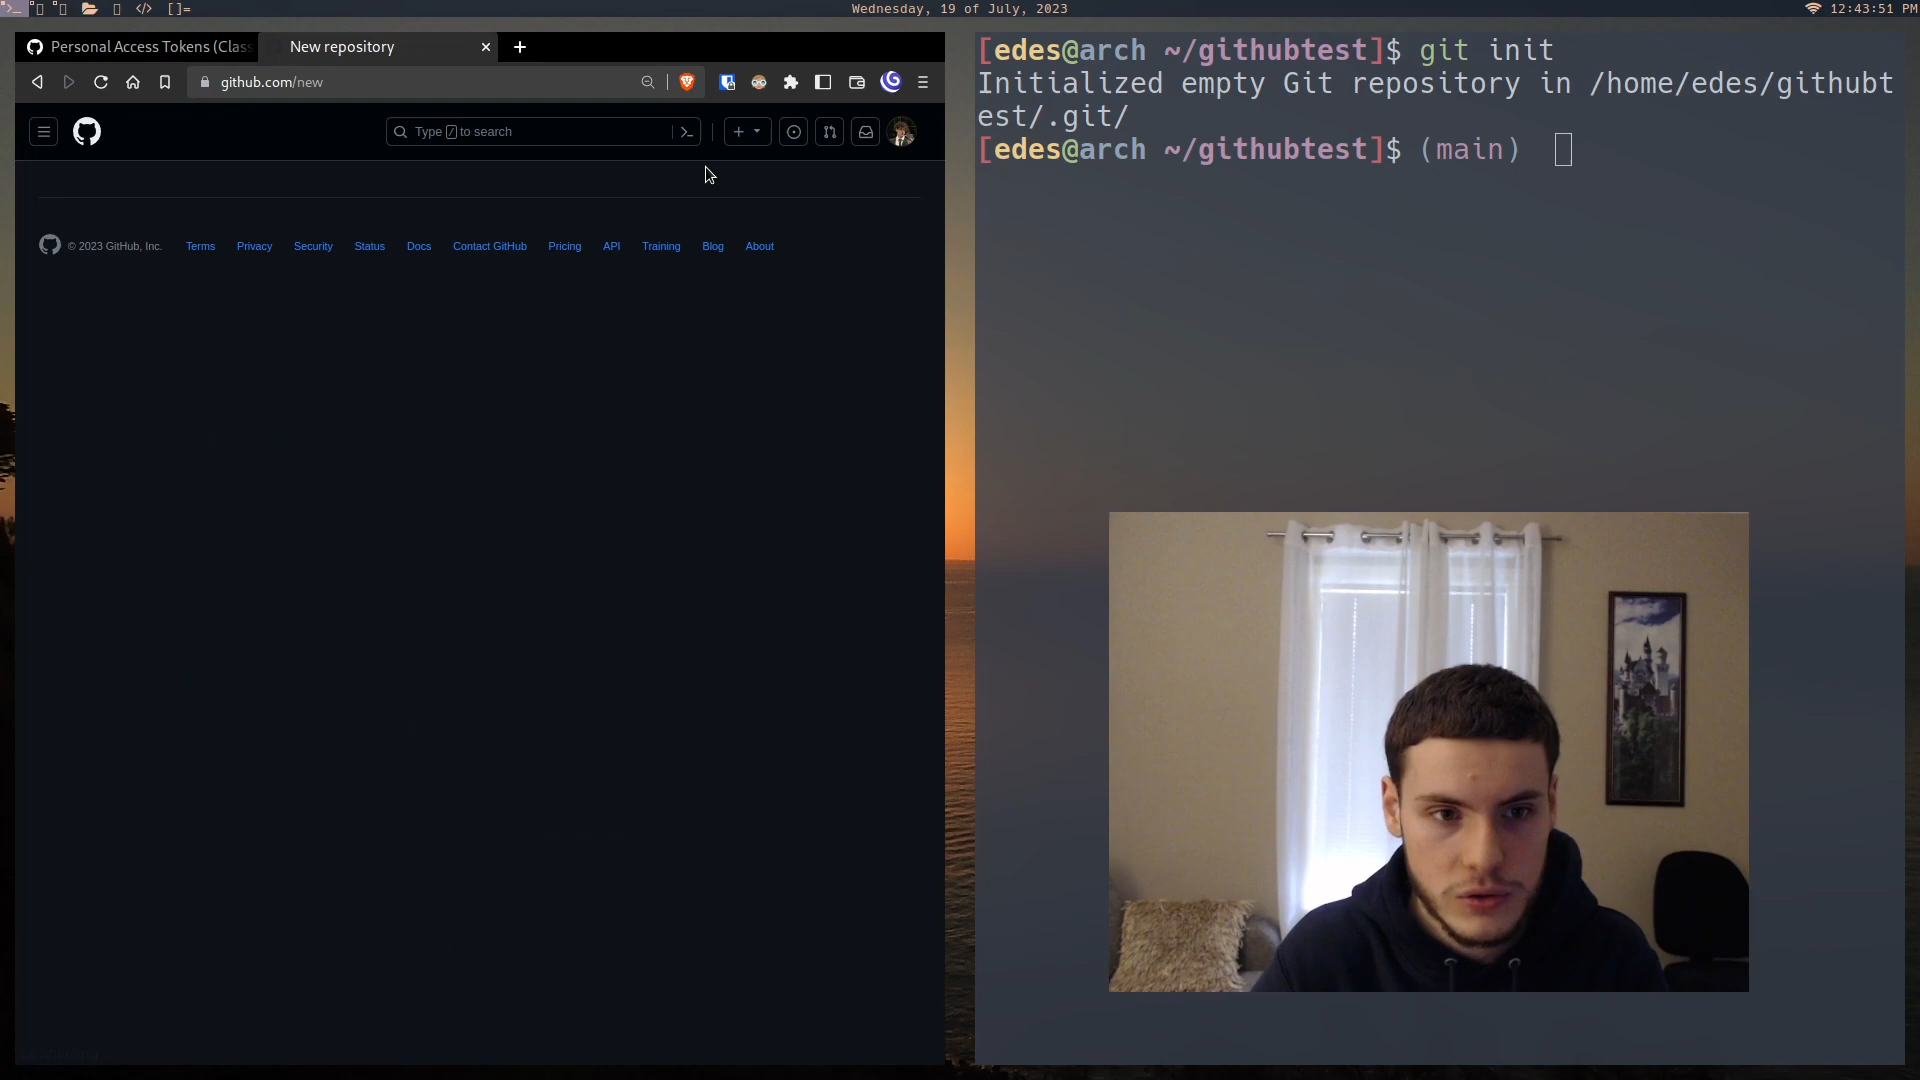 Wednesday, 19 of July, 2023
12:43:51 PM
Personal Access Tokens (Clas
New repository
github.com/new
Type / to search
© 2023 GitHub, Inc. Terms Privacy Security Status Docs Contact GitHub Pricing API Training Blog About
[edes@arch ~/githubtest]$ git init
Initialized empty Git repository in /home/edes/githubt
est/.git/
[edes@arch ~/githubtest]$ (main)